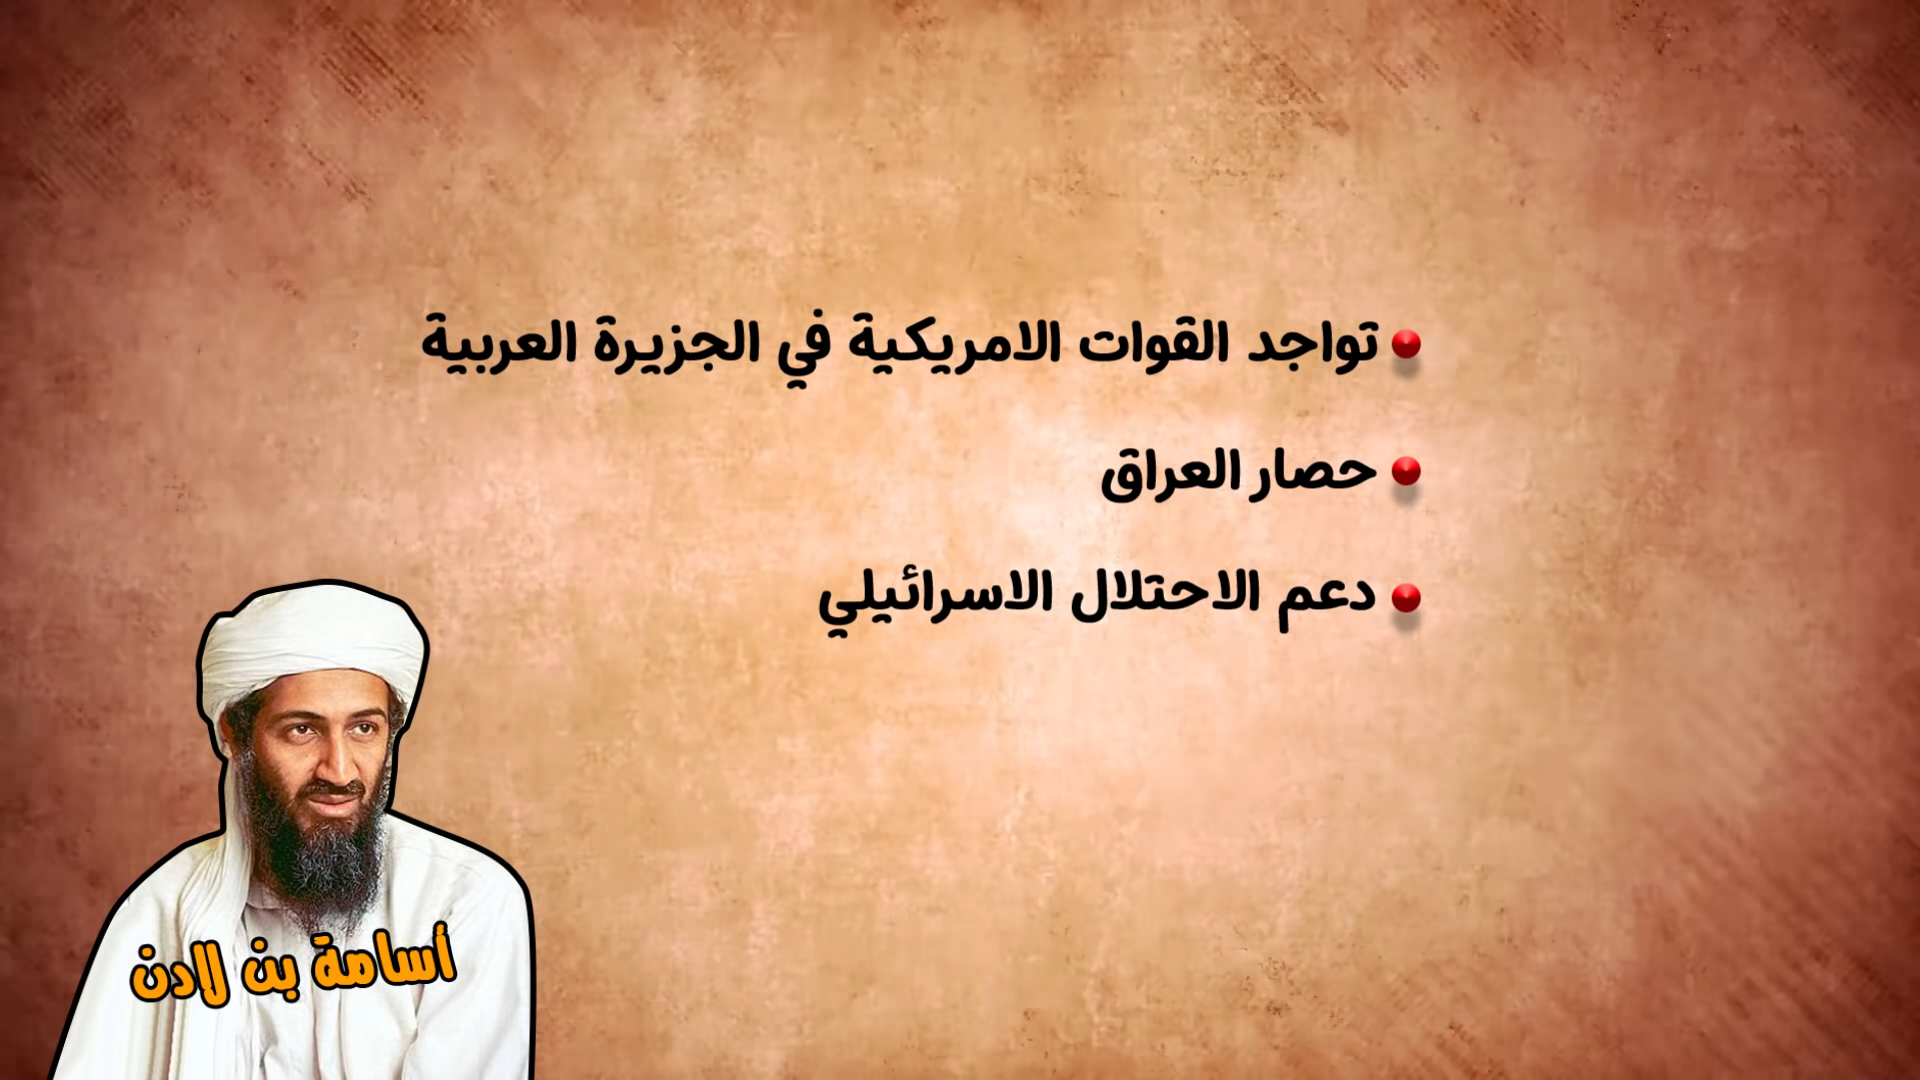 تواجد القوات الامريكية في الجزيرة العربية
حصار العراق
دعم الاحتلال الاسرائيلي
أسامة بن لادن